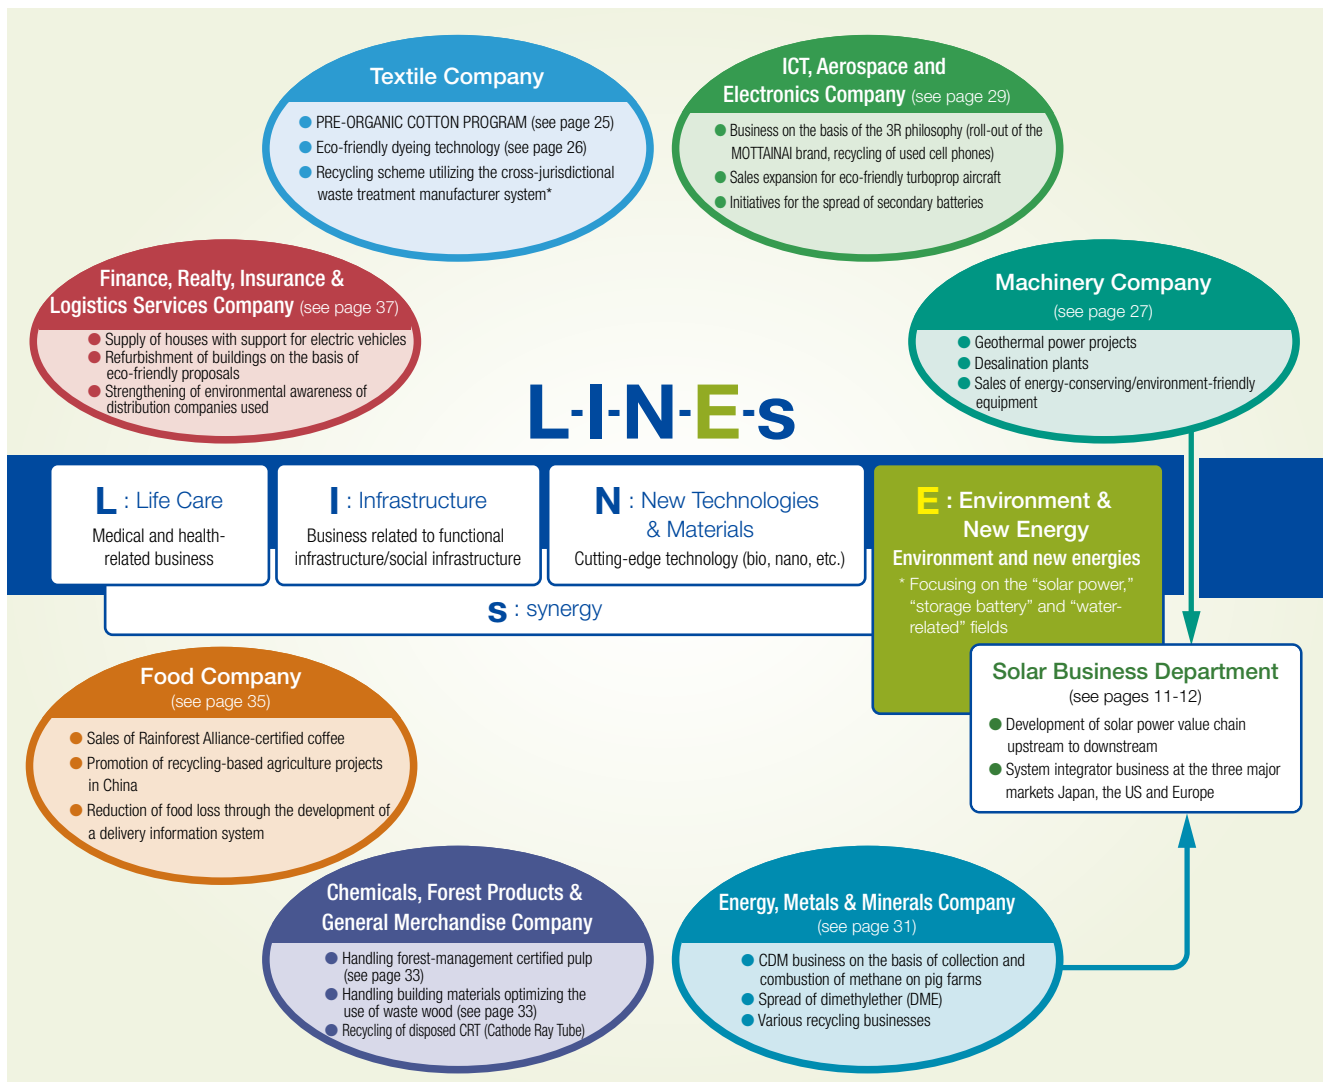 Textile Company
● PRE-ORGANIC COTTON PROGRAM (see page 25)
● Eco-friendly dyeing technology (see page 26)
● Recycling scheme utilizing the cross-jurisdictional
waste treatment manufacturer system*
ICT, Aerospace and
Electronics Company (see page 29)
● Business on the basis of the 3R philosophy (roll-out of the
MOTTAINAI brand, recycling of used cell phones)
● Sales expansion for eco-friendly turboprop aircraft
● Initiatives for the spread of secondary batteries
Finance, Realty, Insurance &
Logistics Services Company (see page 37)
● Supply of houses with support for electric vehicles
● Refurbishment of buildings on the basis of
eco-friendly proposals
● Strengthening of environmental awareness of
distribution companies used
Machinery Company
(see page 27)
● Geothermal power projects
● Desalination plants
● Sales of energy-conserving/environment-friendly
equipment
L-I-N-E-s
L : Life Care
Medical and health-
related business
I : Infrastructure
Business related to functional
infrastructure/social infrastructure
N : New Technologies
& Materials
Cutting-edge technology (bio, nano, etc.)
E : Environment &
New Energy
Environment and new energies
* Focusing on the “solar power,”
“storage battery” and “water-
related” fields
s : synergy
Solar Business Department
(see pages 11-12)
● Development of solar power value chain
upstream to downstream
● System integrator business at the three major
markets Japan, the US and Europe
Food Company
(see page 35)
● Sales of Rainforest Alliance-certified coffee
● Promotion of recycling-based agriculture projects
in China
● Reduction of food loss through the development of
a delivery information system
Chemicals, Forest Products &
General Merchandise Company
● Handling forest-management certified pulp
(see page 33)
● Handling building materials optimizing the
use of waste wood (see page 33)
● Recycling of disposed CRT (Cathode Ray Tube)
Energy, Metals & Minerals Company
(see page 31)
● CDM business on the basis of collection and
combustion of methane on pig farms
● Spread of dimethylether (DME)
● Various recycling businesses